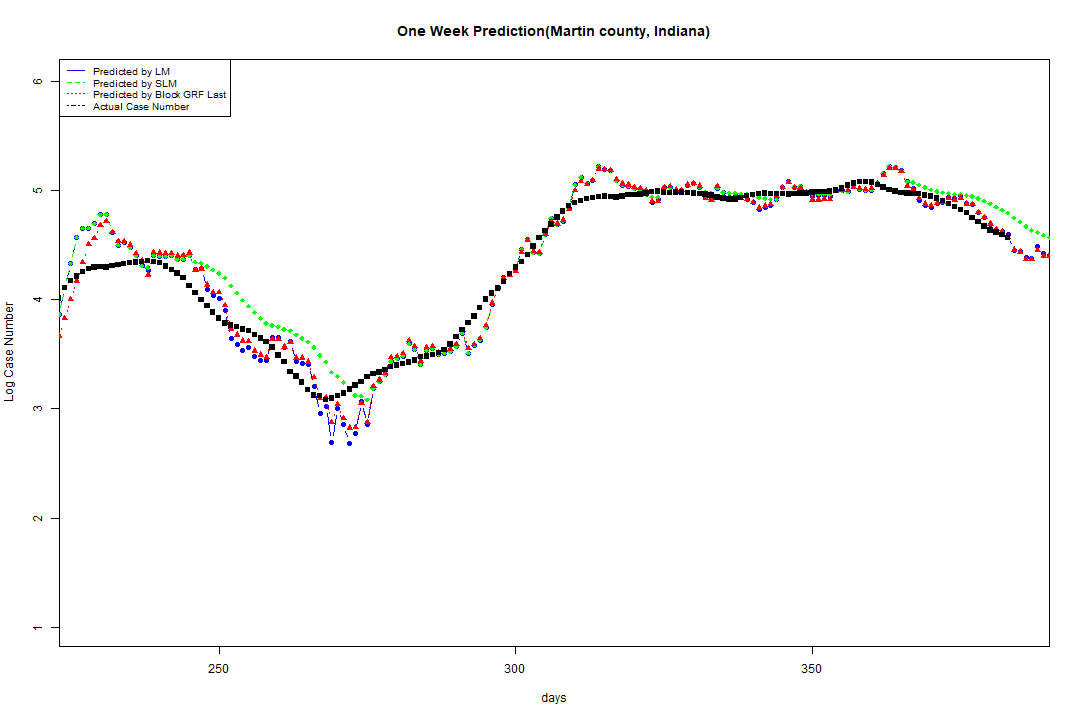 One Week Prediction(Martin county, Indiana)
Predicted by LM
Predicted by SLM
Predicted by Block GRF Last
Actual Case Number
6
5
4
3
2
1
Log Case Number
250
300
350
days